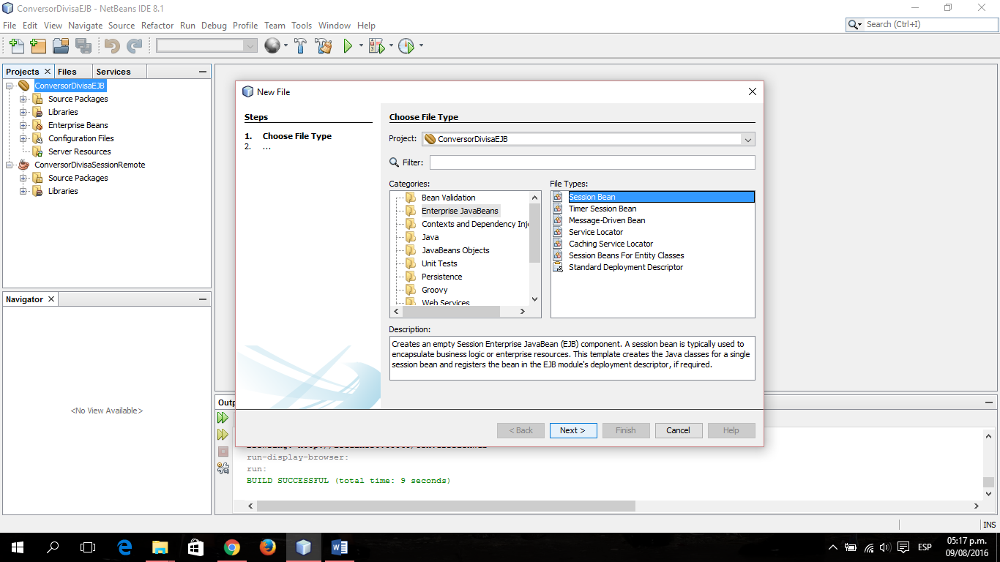 ConversorDivisaEJB - NetBeans IDE 8.1
File Edit View Navigate Source Refactor Run Debug Profile Team Tools Window Help
Search (Ctrl+I)
Projects Files Services
ConversorDivisaEJB
Source Packages
Libraries
Enterprise Beans
Configuration Files
Server Resources
ConversorDivisaSessionRemote
Source Packages
Libraries
Navigator
<No View Available>
New File
Steps
1. Choose File Type
2. ...
Choose File Type
Project: ConversorDivisaEJB
Filter:
Categories:
Bean Validation
Enterprise JavaBeans
Contexts and Dependency Inj
Java
JavaBeans Objects
Unit Tests
Persistence
Groovy
Web Services
File Types:
Session Bean
Timer Session Bean
Message-Driven Bean
Service Locator
Caching Service Locator
Session Beans For Entity Classes
Standard Deployment Descriptor
Description:
Creates an empty Session Enterprise JavaBean (EJB) component. A session bean is typically used to
encapsulate business logic or enterprise resources. This template creates the Java classes for a single
session bean and registers the bean in the EJB module's deployment descriptor, if required.
< Back Next > Finish Cancel Help
Outp
run-display-browser:
run:
BUILD SUCCESSFUL (total time: 9 seconds)
INS
ESP
05:17 p.m.
09/08/2016